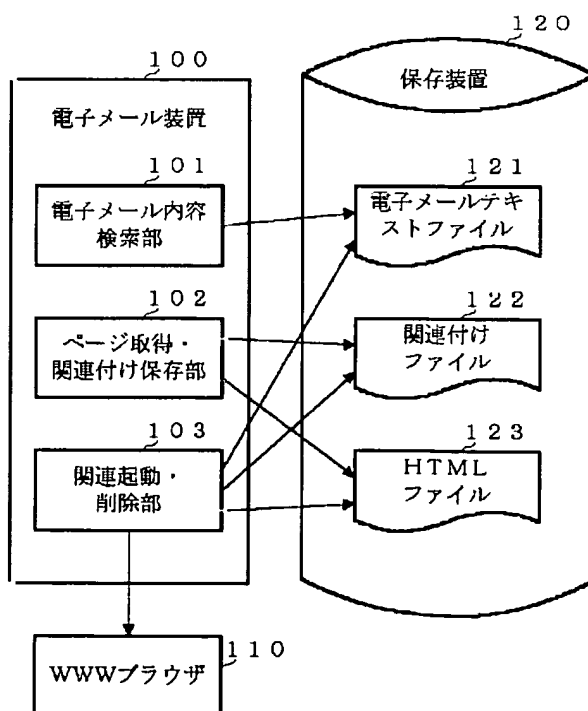 120
100
保存装置
電子メール装置
101
電子メール内容
検索部
121
電子メールテキ
ストファイル
102
ページ取得・
関連付け保存部
122
関連付け
ファイル
103
関連起動・
削除部
123
HTML
ファイル
110
WWWブラウザ